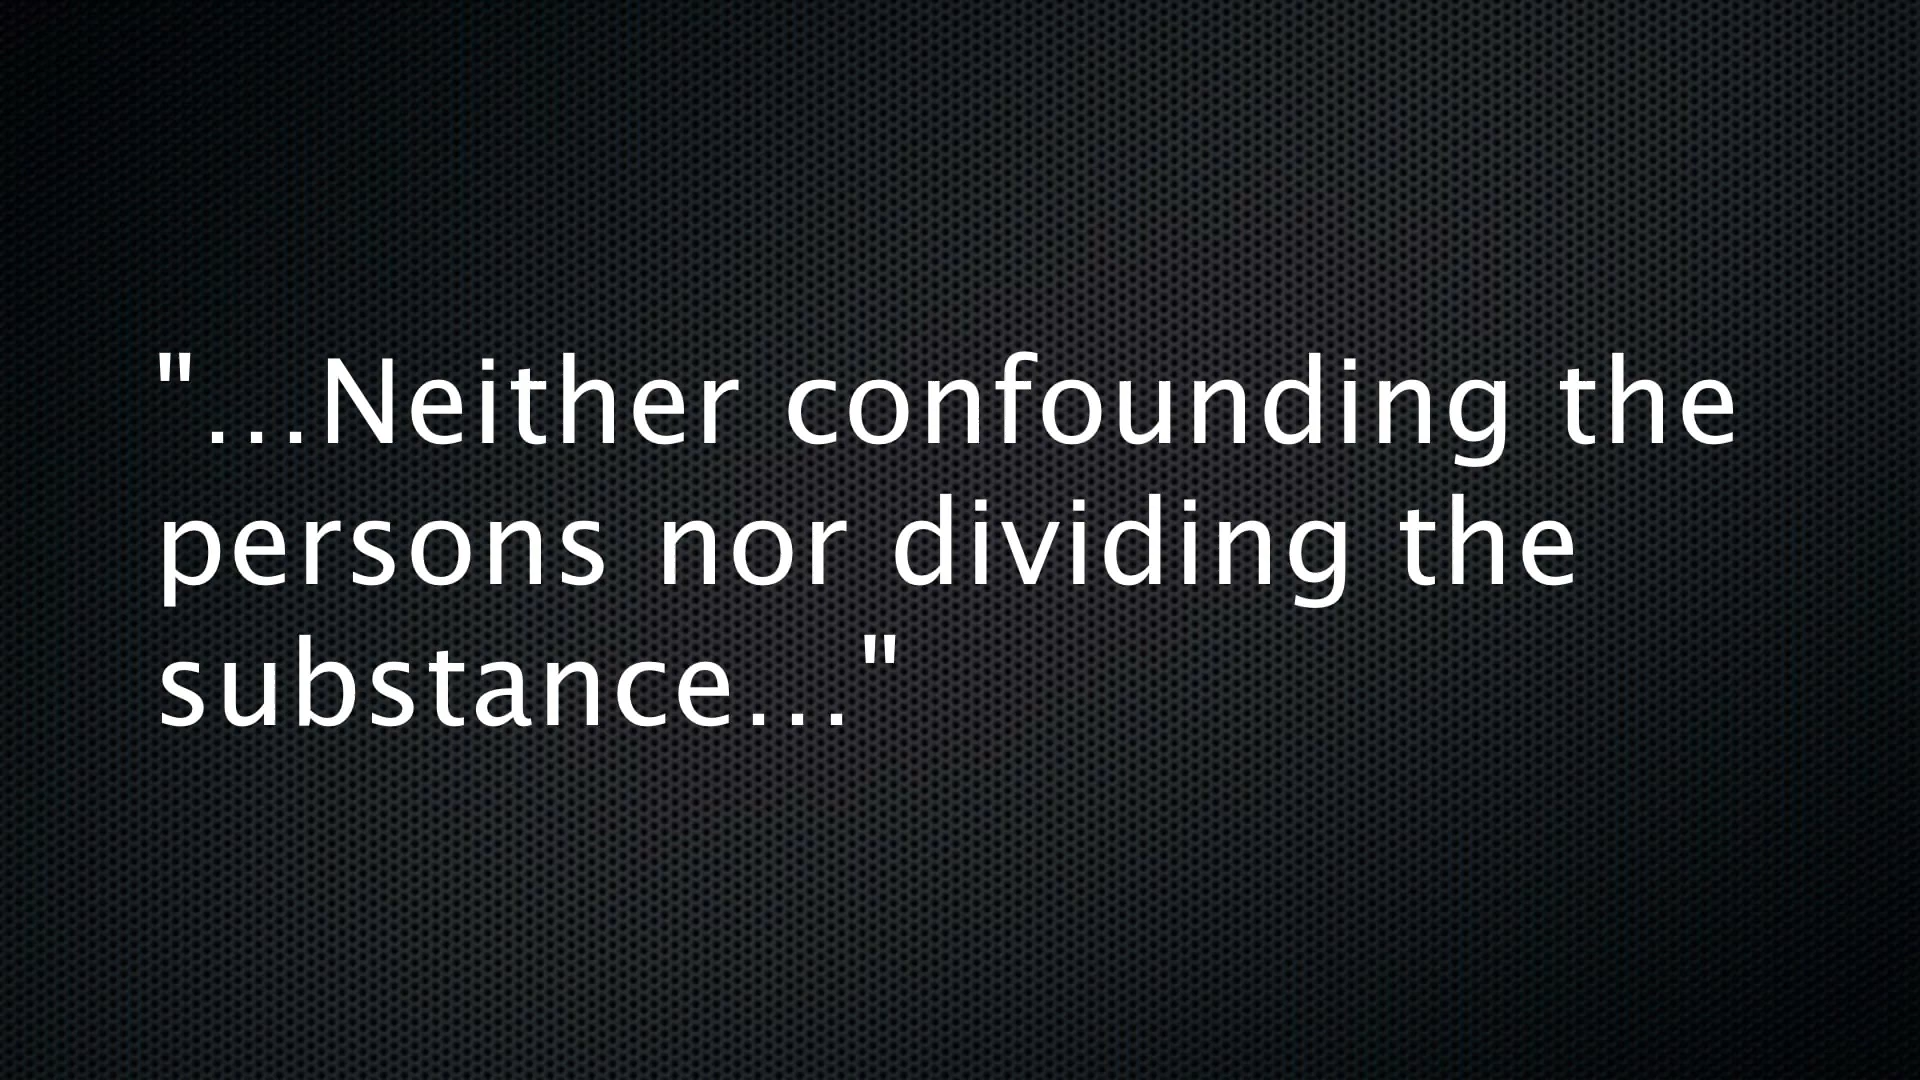 "...Neither confounding the
persons nor dividing the
substance..."